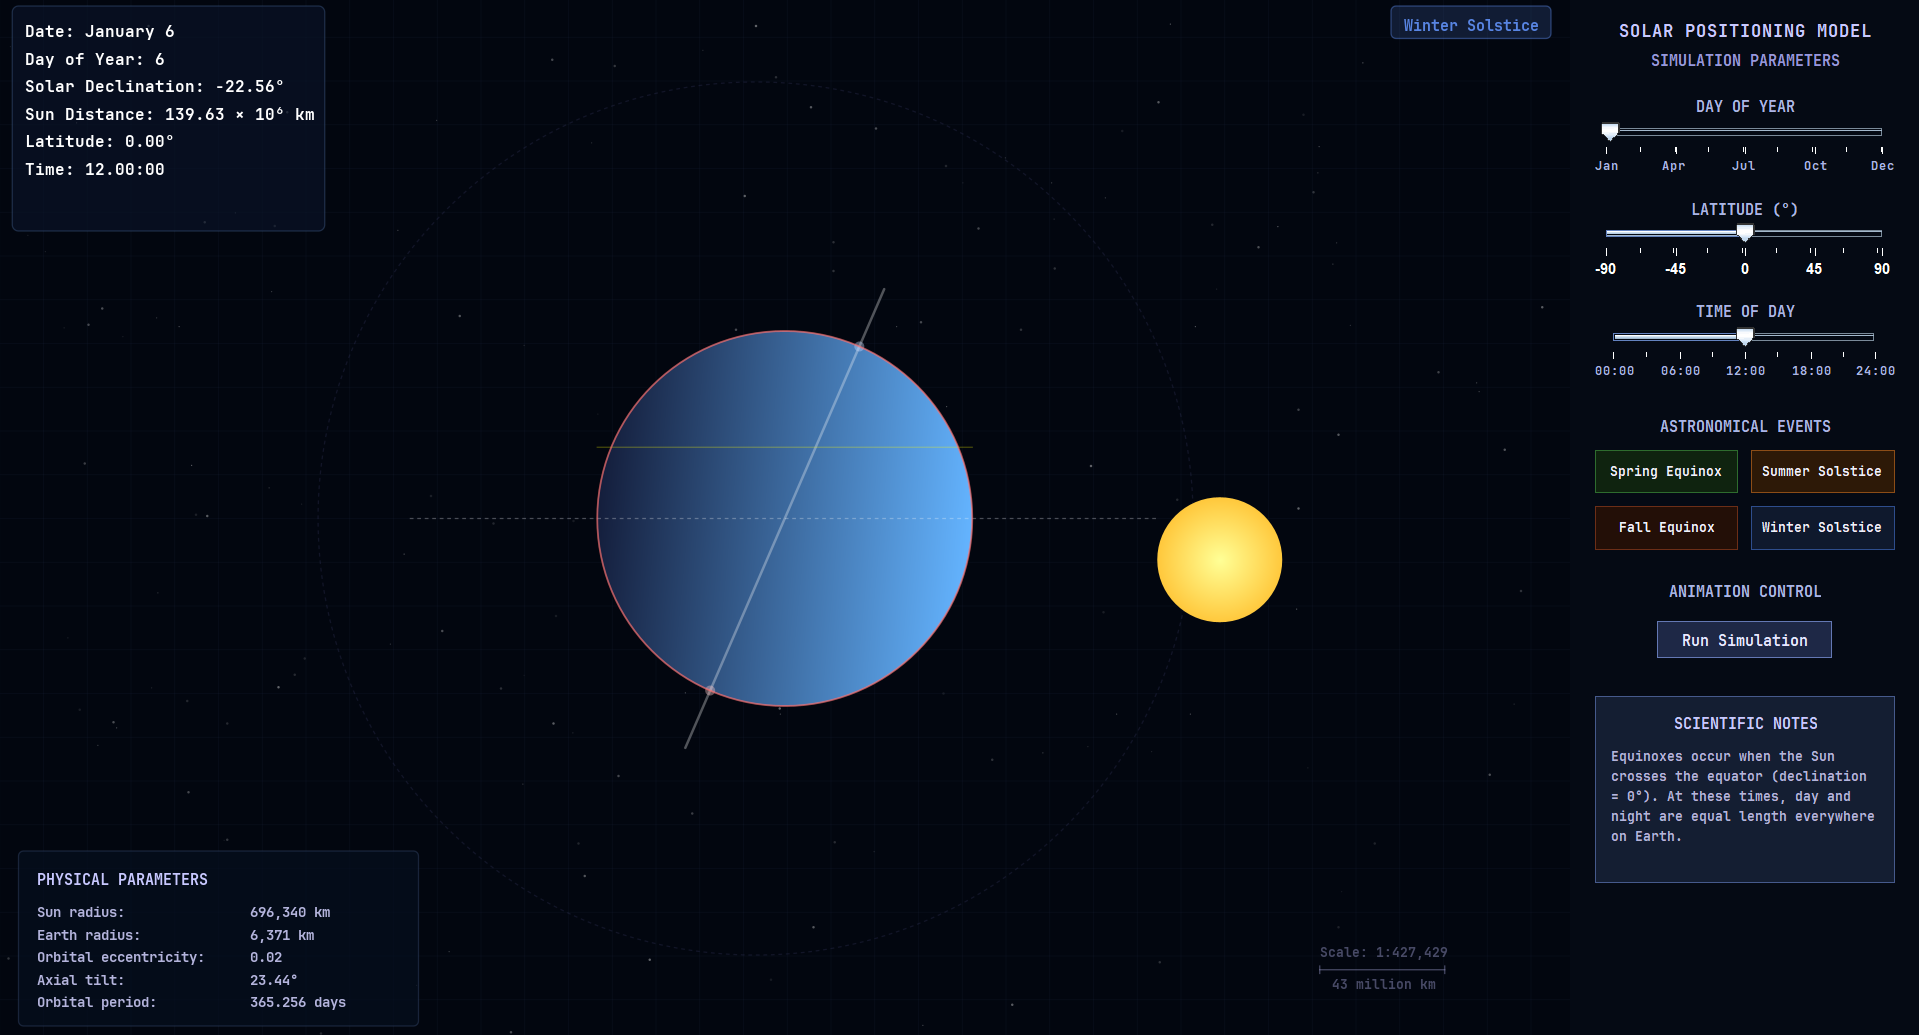 Date: January 6
Day of Year: 6
Solar Declination: -22.56°
Sun Distance: 139.63 × 10⁶ km
Latitude: 0.00°
Time: 12.00:00
Winter Solstice
SOLAR POSITIONING MODEL
SIMULATION PARAMETERS
DAY OF YEAR
Jan Apr Jul Oct Dec
LATITUDE (°)
-90 -45 0 45 90
TIME OF DAY
00:00 06:00 12:00 18:00 24:00
ASTRONOMICAL EVENTS
Spring Equinox Summer Solstice
Fall Equinox Winter Solstice
ANIMATION CONTROL
Run Simulation
SCIENTIFIC NOTES
Equinoxes occur when the Sun
crosses the equator (declination
= 0°). At these times, day and
night are equal length everywhere
on Earth.
PHYSICAL PARAMETERS
Sun radius: 696,340 km
Earth radius: 6,371 km
Orbital eccentricity: 0.02
Axial tilt: 23.44°
Orbital period: 365.256 days
Scale: 1:427,429
43 million km